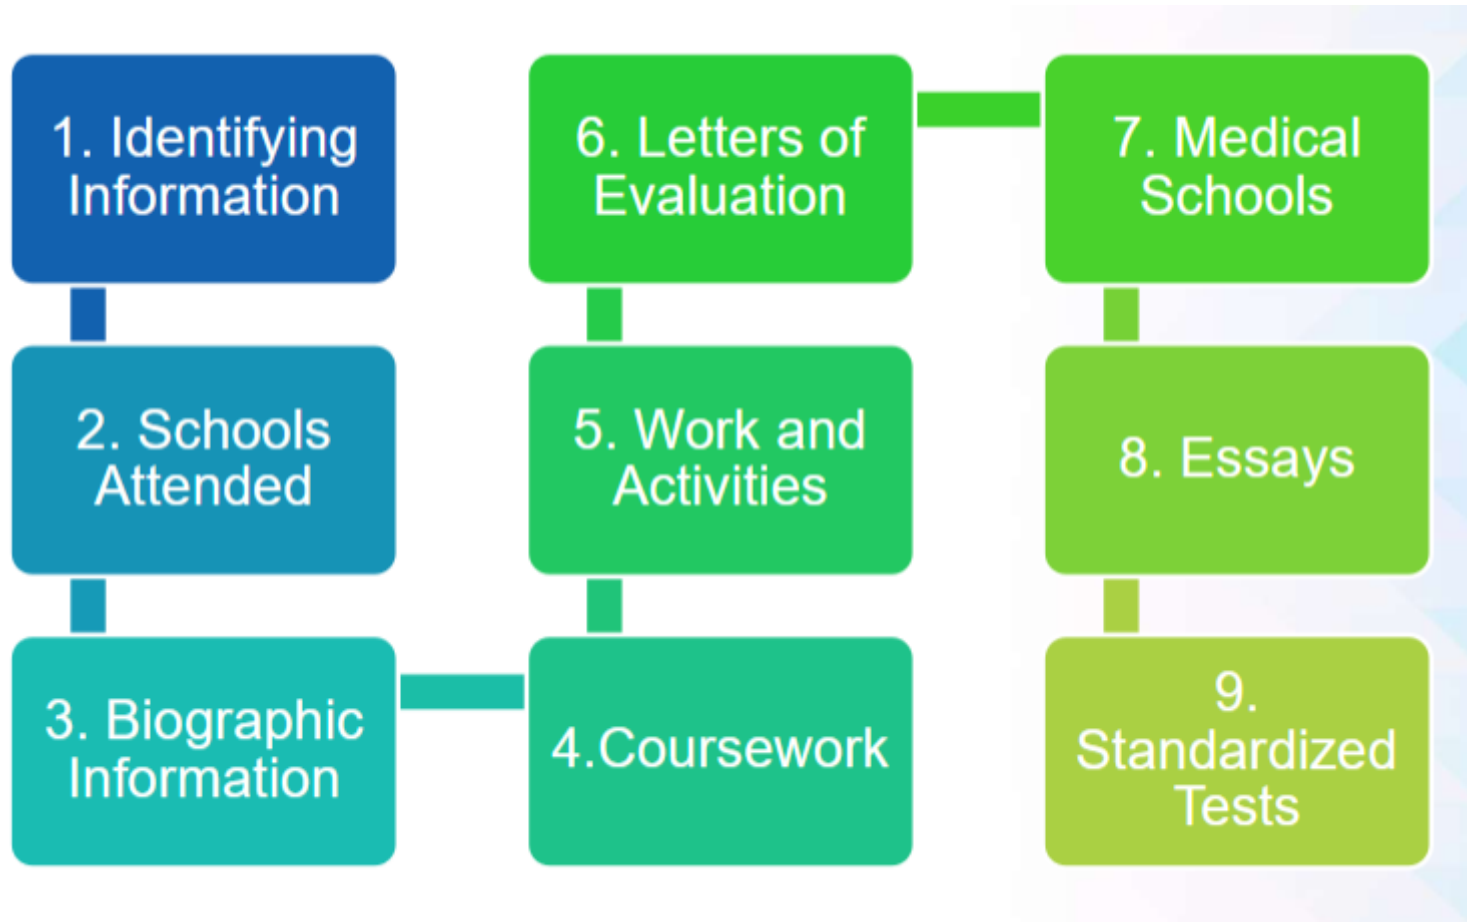 1. Identifying
Information
2. Schools
Attended
3. Biographic
Information
4.Coursework
5. Work and
Activities
6. Letters of
Evaluation
7. Medical
Schools
8. Essays
9.
Standardized
Tests